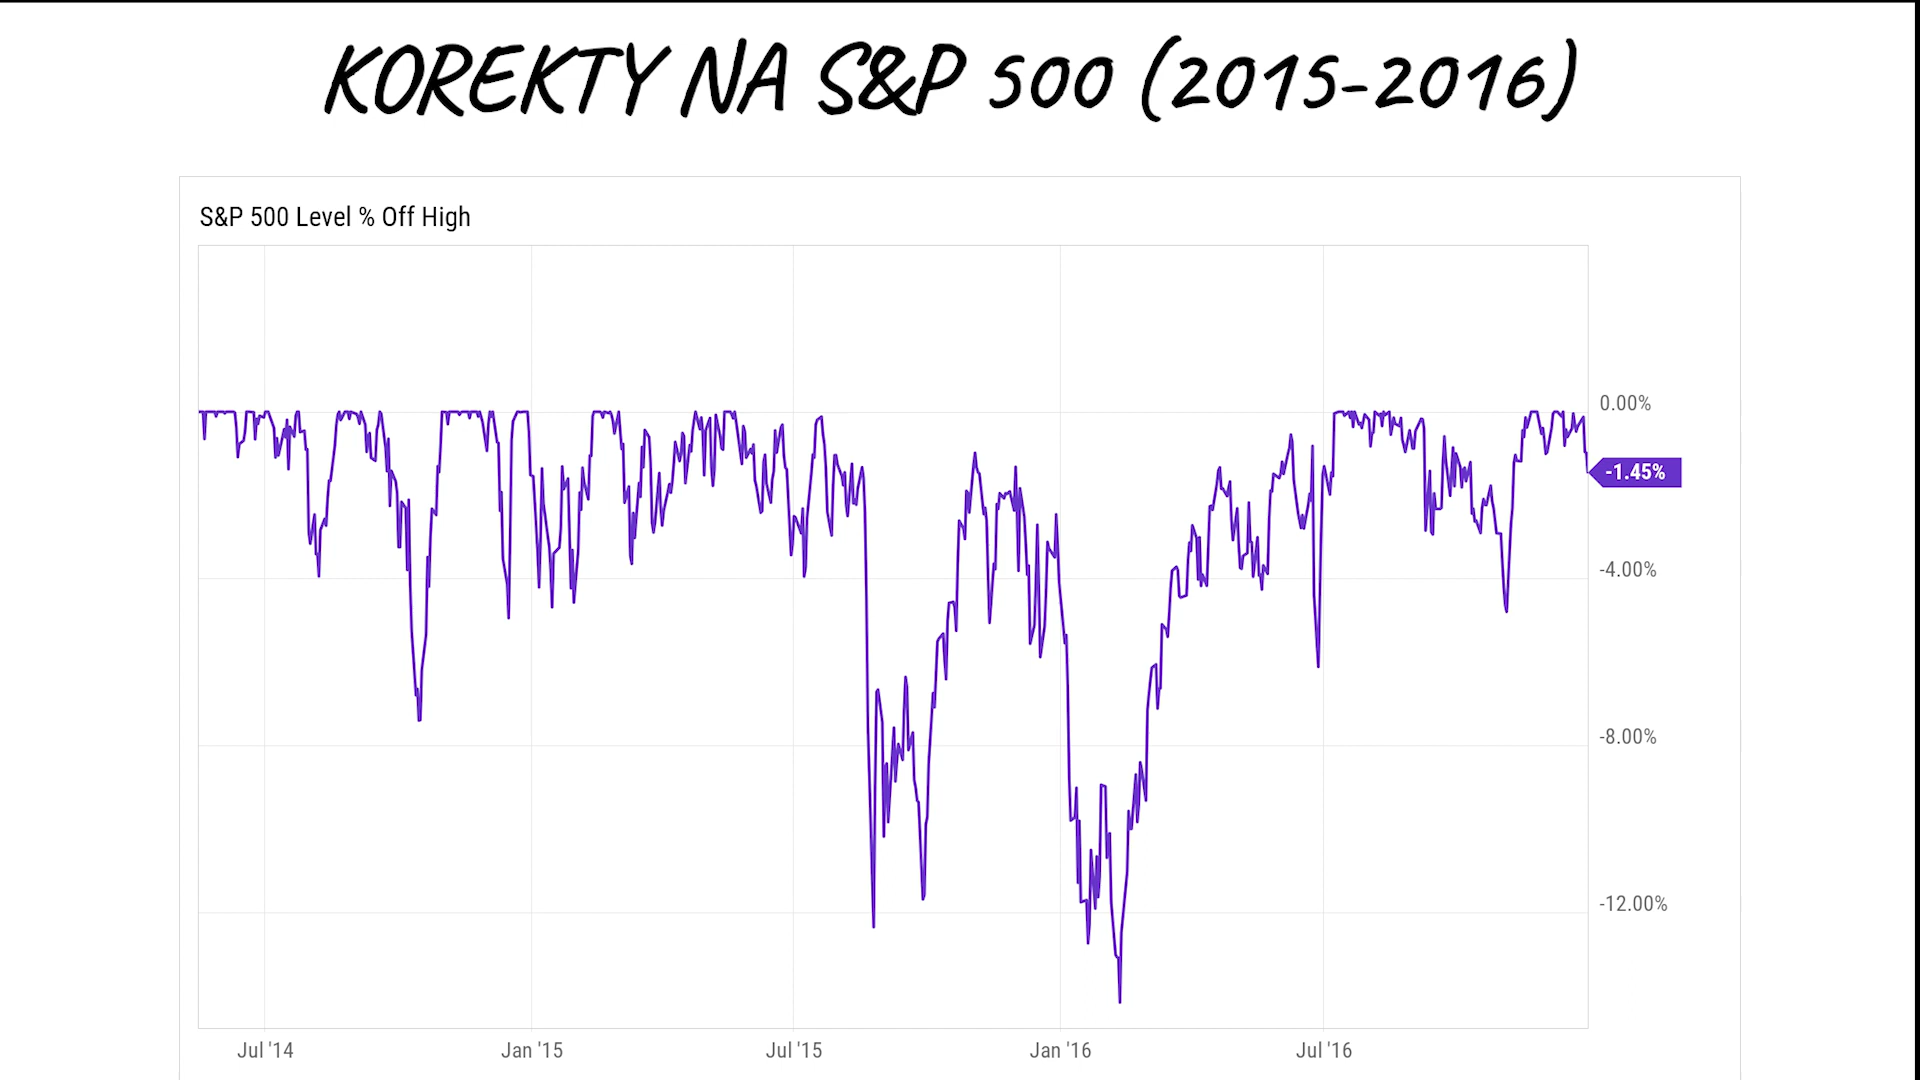 KOREKTY NA S&P 500 (2015-2016)
S&P 500 Level % Off High
0.00%
-1.45%
-4.00%
-8.00%
-12.00%
Jul '14 Jan '15 Jul '15 Jan '16 Jul '16